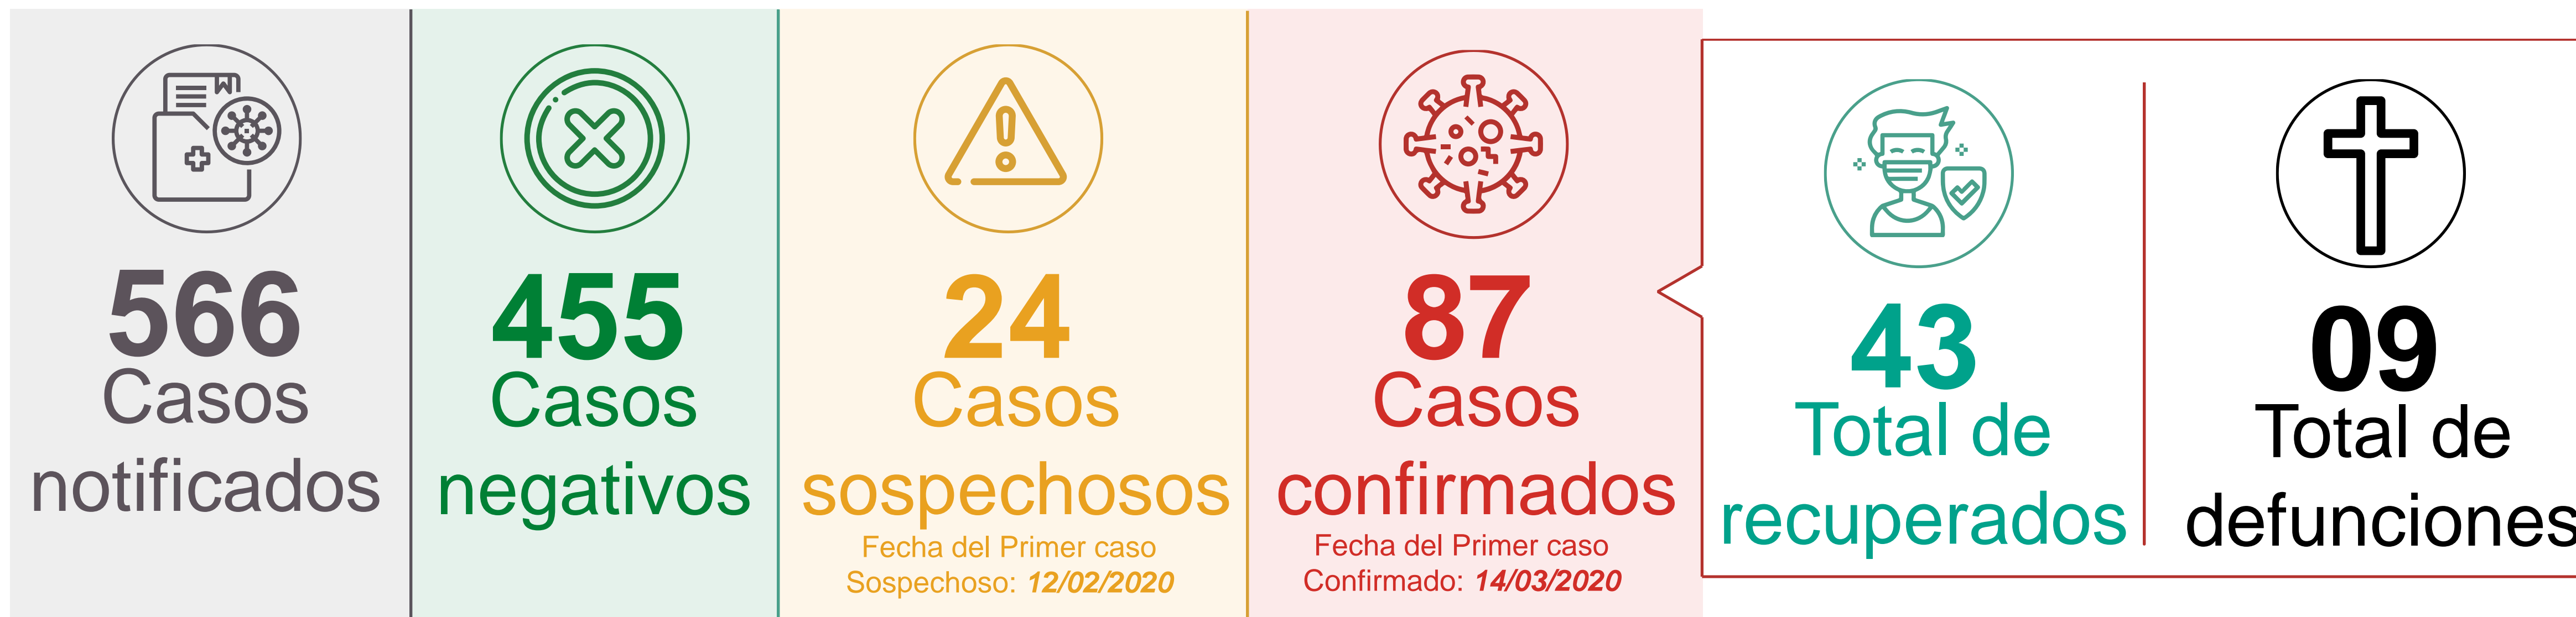 566
Casos
notificados
455
Casos
negativos
24
Casos
sospechosos
Fecha del Primer caso
Sospechoso: 12/02/2020
87
Casos
confirmados
Fecha del Primer caso
Confirmado: 14/03/2020
43
Total de
recuperados
09
Total de
defunciones